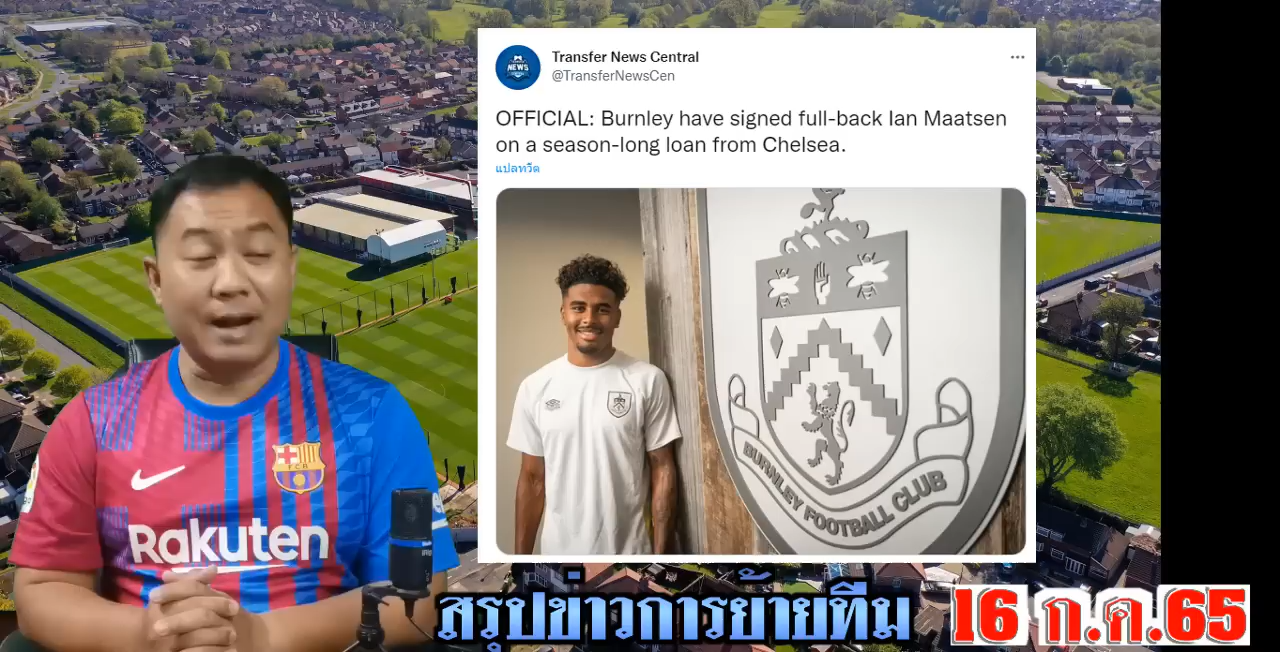 Transfer News Central
@TransferNewsCen
OFFICIAL: Burnley have signed full-back Ian Maatsen
on a season-long loan from Chelsea.
แปลทวีต
NEWS
BURNLEY FOOTBALL CLUB
FCB
Rakuten
สรุปข่าวการย้ายทีม 16 ก.ค.65